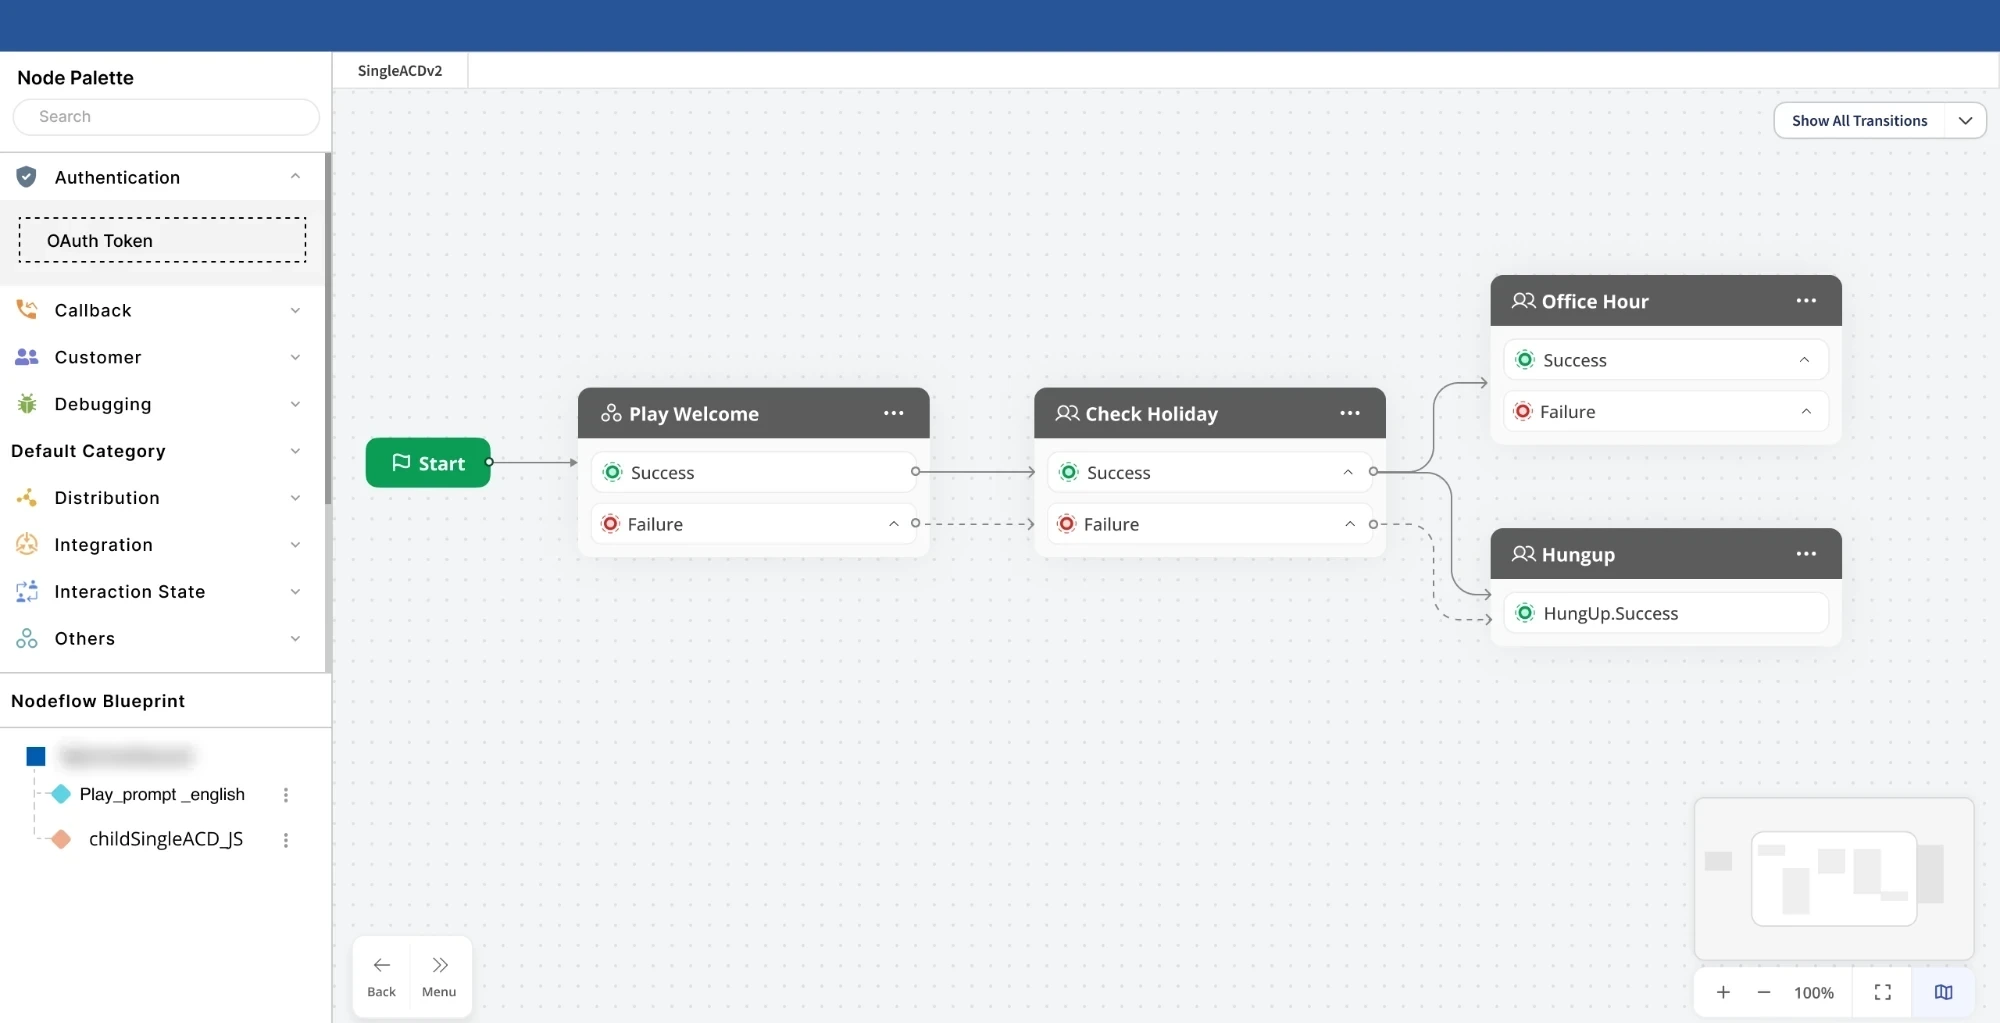 Node Palette
Search
Authentication
OAuth Token
Callback
Customer
Debugging
Default Category
Distribution
Integration
Interaction State
Others
Nodeflow Blueprint
Play_prompt _english
childSingleACD_JS
SingleACDv2
Show All Transitions
Start
Play Welcome
Success
Failure
Check Holiday
Success
Failure
Office Hour
Success
Failure
Hungup
HungUp.Success
Back
Menu
100%